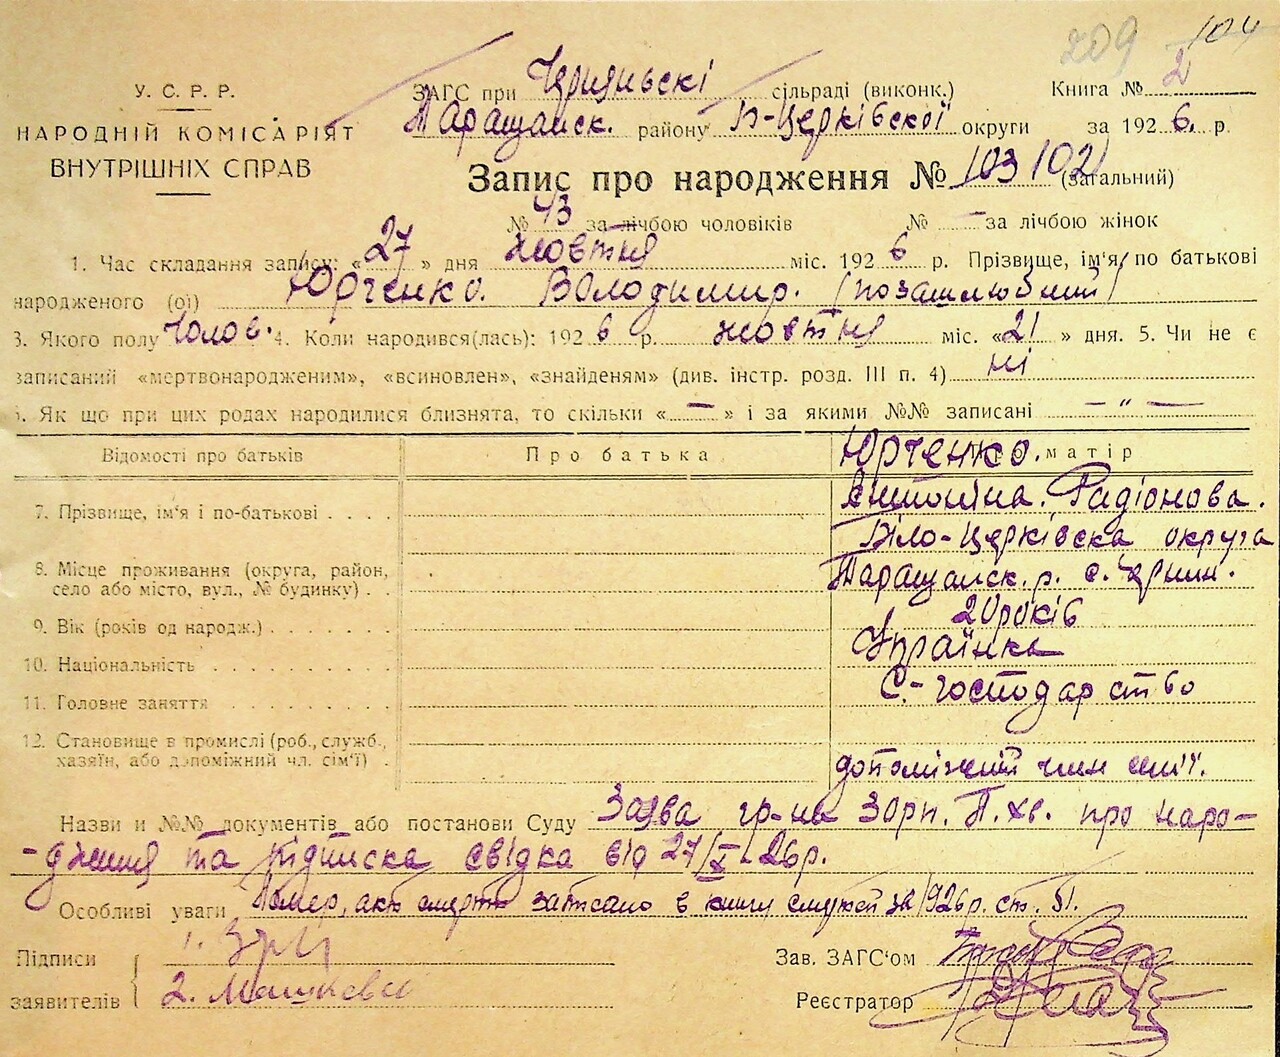 209 104
У. С. Р. Р.
НАРОДНІЙ КОМІСАРІЯТ
ВНУТРІШНІХ СПРАВ
ЗАГС при сільраді (виконк.) Книга № 2
Таращанск. району Б-Церківської округи за 1926. р.
Запис про народження № 103 102 (загальний)
№ 43 за лічбою чоловіків № — за лічбою жінок
1. Час складання запису: «27» дня жовтня міс. 1926 р. Прізвище, ім'я, по батькові
народженого (ої) Юрченко. Володимир. (позашлюбний)
3. Якого полу чолов. 4. Коли народився(лась): 1926 р. жовтня міс. «21» дня. 5. Чи не є
записаний «мертвонародженим», «всиновлен», «знайденям» (див. інстр. розд. III п. 4) ні
. Як що при цих родах народилися близнята, то скільки «—» і за якими №№ записані — " —
Відомості про батьків Про батька Про матір
Юрченко.
7. Прізвище, ім'я і по-батькові . . . . Антоніна. Радіонова.
Біло-Церківска округа
8. Місце проживання (округа, район, Таращанск. р. с.
село або місто, вул., № будинку) . .
9. Вік (років од народж.) . . . . . . . 20 років
10. Національність . . . . . . . . . Українка
11. Головне заняття . . . . . . . . С.-господарство
12. Становище в промислі (роб., служб.,
хазяїн, або допоміжний чл. сім'ї) . допоміжний член сім'ї.
Назви и №№ документів або постанови Суду Заява гр-на про наро-
-дження та підписка свідка від 27/X-26р.
Особливі уваги Помер, акт смерти записано в книгу смертей за 1926р. ст. 51.
Підписи 1. Зав. ЗАГС'ом
заявителів 2. Реєстратор